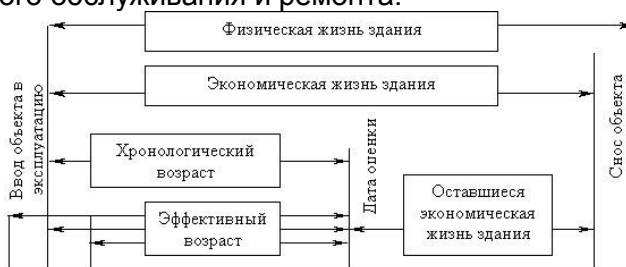 ого обслуживания и ремонта.
Физическая жизнь здания
Экономическая жизнь здания
Ввод объекта в
эксплуатацию
Хронологический
возраст
Эффективный
возраст
Дата оценки
Оставшиеся
экономическая
жизнь здания
Снос объекта